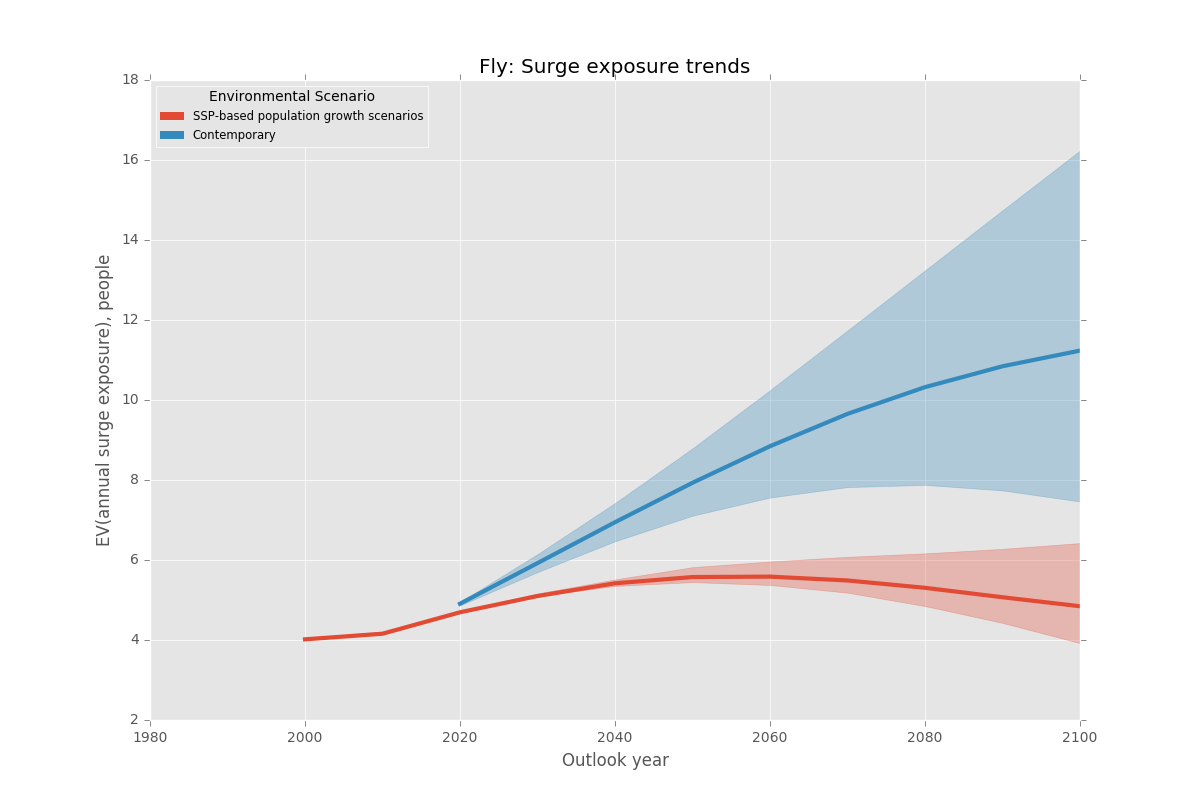 Fly: Surge exposure trends
Environmental Scenario
SSP-based population growth scenarios
Contemporary
EV(annual surge exposure), people
18
16
14
12
10
8
6
4
2
1980 2000 2020 2040 2060 2080 2100
Outlook year